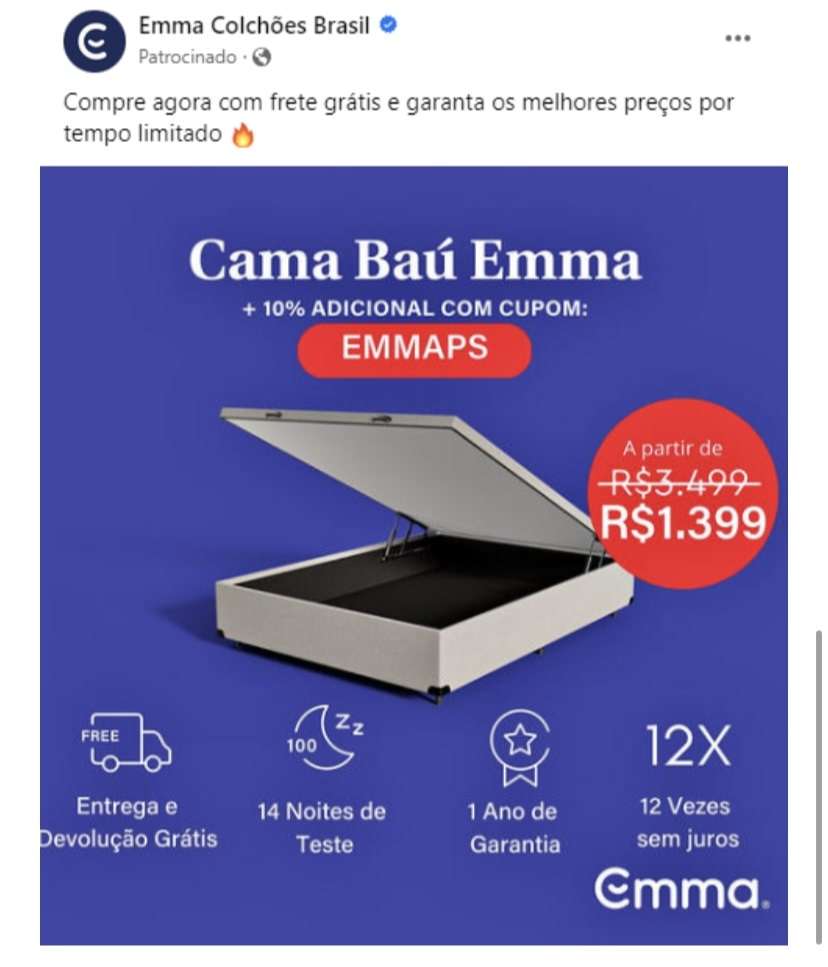 Emma Colchões Brasil
Patrocinado ·
Compre agora com frete grátis e garanta os melhores preços por
tempo limitado 🔥
Cama Baú Emma
+ 10% ADICIONAL COM CUPOM:
EMMAPS
A partir de
R$3.499
R$1.399
FREE
Entrega e
Devolução Grátis
100 Zz
14 Noites de
Teste
1 Ano de
Garantia
12X
12 Vezes
sem juros
emma®